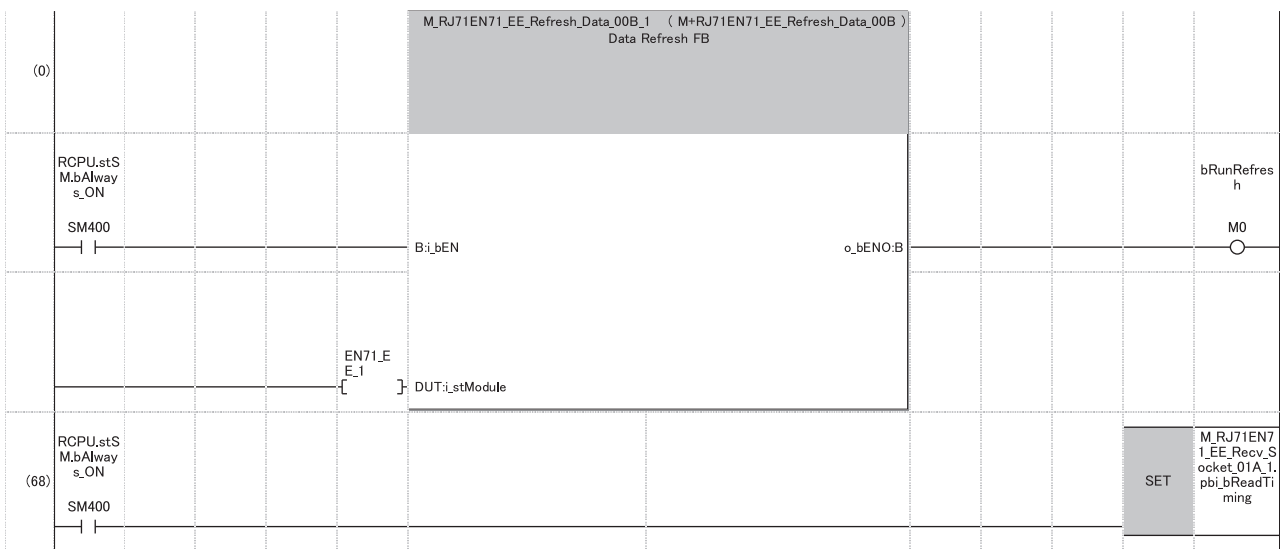 M_RJ71EN71_EE_Refresh_Data_00B_1 ( M+RJ71EN71_EE_Refresh_Data_00B )
Data Refresh FB
(0)
RCPU.stS
M.bAlway
s_ON
SM400
B:i_bEN
o_bENO:B
bRunRefres
h
M0
EN71_E
E_1
DUT:i_stModule
(68)
RCPU.stS
M.bAlway
s_ON
SM400
SET
M_RJ71EN7
1_EE_Recv_S
ocket_01A_1.
pbi_bReadTi
ming